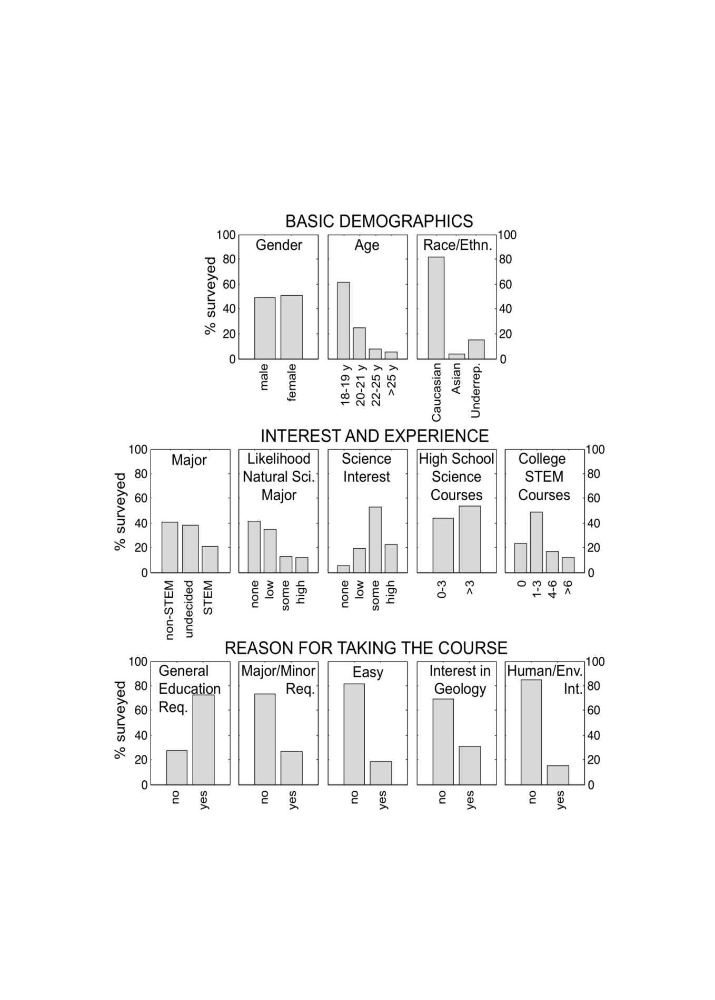 BASIC DEMOGRAPHICS
100
80
60
40
20
0
% surveyed
Gender
male
female
Age
18-19 y
20-21 y
22-25 y
>25 y
Race/Ethn.
Caucasian
Asian
Underrep.
100
80
60
40
20
0
INTEREST AND EXPERIENCE
100
80
60
40
20
0
% surveyed
Major
non-STEM
undecided
STEM
Likelihood
Natural Sci.
Major
none
low
some
high
Science
Interest
none
low
some
high
High School
Science
Courses
0-3
>3
College
STEM
Courses
0
1-3
4-6
>6
100
80
60
40
20
0
REASON FOR TAKING THE COURSE
100
80
60
40
20
0
% surveyed
General
Education
Req.
no
yes
Major/Minor
Req.
no
yes
Easy
no
yes
Interest in
Geology
no
yes
Human/Env.
Int.
no
yes
100
80
60
40
20
0